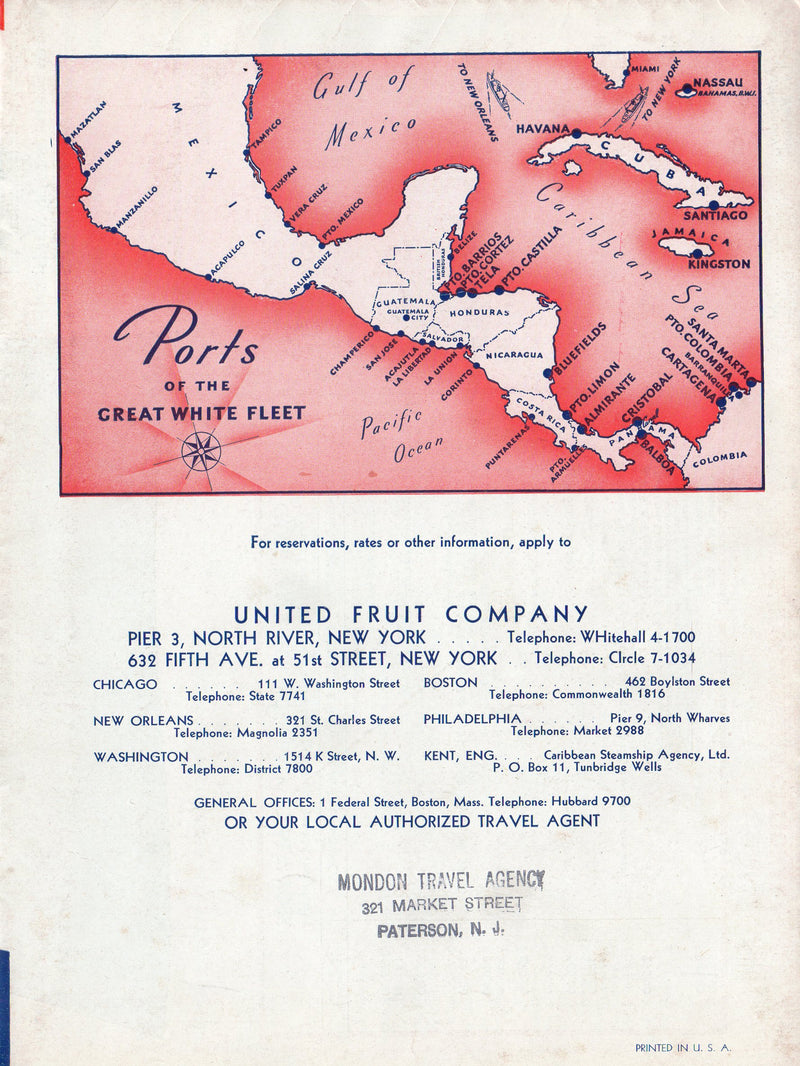 Gulf of
Mexico
TO NEW ORLEANS
MIAMI
TO NEW YORK
NASSAU
BAHAMAS, B.W.I.
HAVANA
CUBA
SANTIAGO
JAMAICA
KINGSTON
Caribbean Sea
MEXICO
MAZATLAN
SAN BLAS
MANZANILLO
ACAPULCO
SALINA CRUZ
TAMPICO
TUXPAN
VERA CRUZ
PTO. MEXICO
BELIZE
BRITISH
HONDURAS
PTO. BARRIOS
PTO. CORTEZ
TELA
PTO. CASTILLA
GUATEMALA
GUATEMALA
CITY
HONDURAS
SALVADOR
NICARAGUA
CHAMPERICO
SAN JOSE
ACAJUTLA
LA LIBERTAD
LA UNION
CORINTO
BLUEFIELDS
COSTA RICA
PUNTARENAS
PTO. LIMON
ALMIRANTE
PTO.
ARMUELLES
CRISTOBAL
PANAMA
Canal
BALBOA
SANTA MARTA
PTO. COLOMBIA
BARRANQUILLA
CARTAGENA
COLOMBIA
Pacific
Ocean
Ports
OF THE
GREAT WHITE FLEET
For reservations, rates or other information, apply to
UNITED FRUIT COMPANY
PIER 3, NORTH RIVER, NEW YORK . . . . . Telephone: WHitehall 4-1700
632 FIFTH AVE. at 51st STREET, NEW YORK . . Telephone: CIrcle 7-1034
CHICAGO . . . . . . 111 W. Washington Street
Telephone: State 7741
BOSTON . . . . . . . . . . 462 Boylston Street
Telephone: Commonwealth 1816
NEW ORLEANS . . . . . . . 321 St. Charles Street
Telephone: Magnolia 2351
PHILADELPHIA . . . . . . Pier 9, North Wharves
Telephone: Market 2988
WASHINGTON . . . . . . . 1514 K Street, N. W.
Telephone: District 7800
KENT, ENG. . . . Caribbean Steamship Agency, Ltd.
P. O. Box 11, Tunbridge Wells
GENERAL OFFICES: 1 Federal Street, Boston, Mass. Telephone: Hubbard 9700
OR YOUR LOCAL AUTHORIZED TRAVEL AGENT
MONDON TRAVEL AGENCY
321 MARKET STREET
PATERSON, N. J.
PRINTED IN U. S. A.